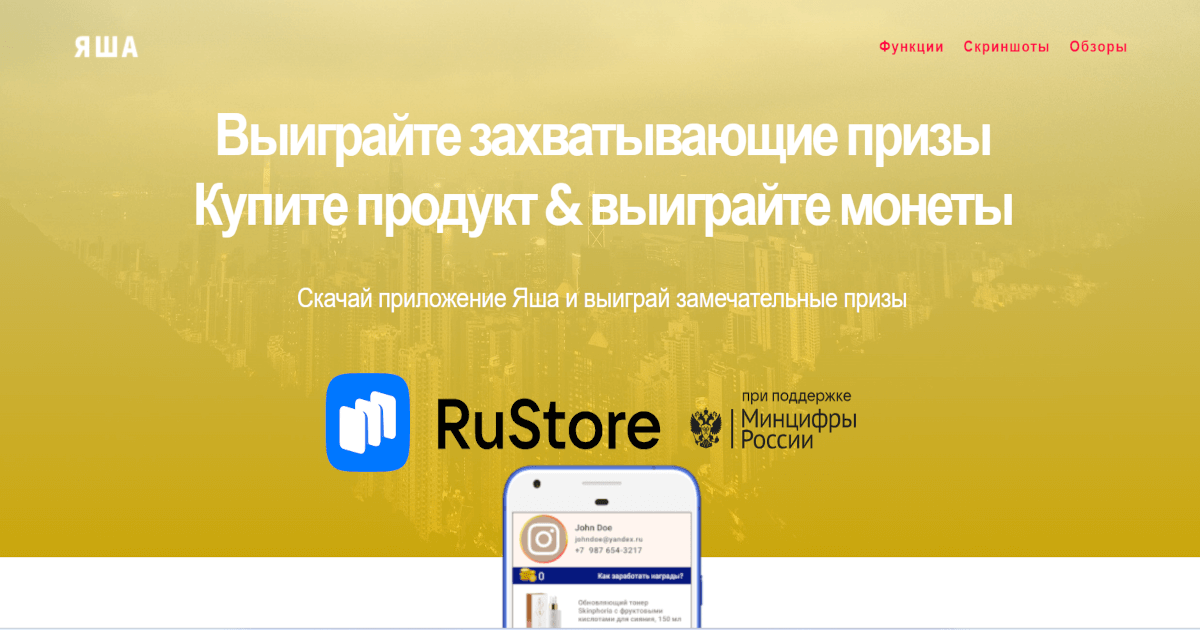 ЯША
Функции Скриншоты Обзоры
Выиграйте захватывающие призы
Купите продукт & выиграйте монеты
Скачай приложение Яша и выиграй замечательные призы
RuStore
при поддержке
Минцифры
России
John Doe
johndoe@yandex.ru
+7 987 654-3217
0 Как заработать награды?
Обновляющий тонер
Skinphoris с фруктовыми
кислотами для сияния, 150 мл